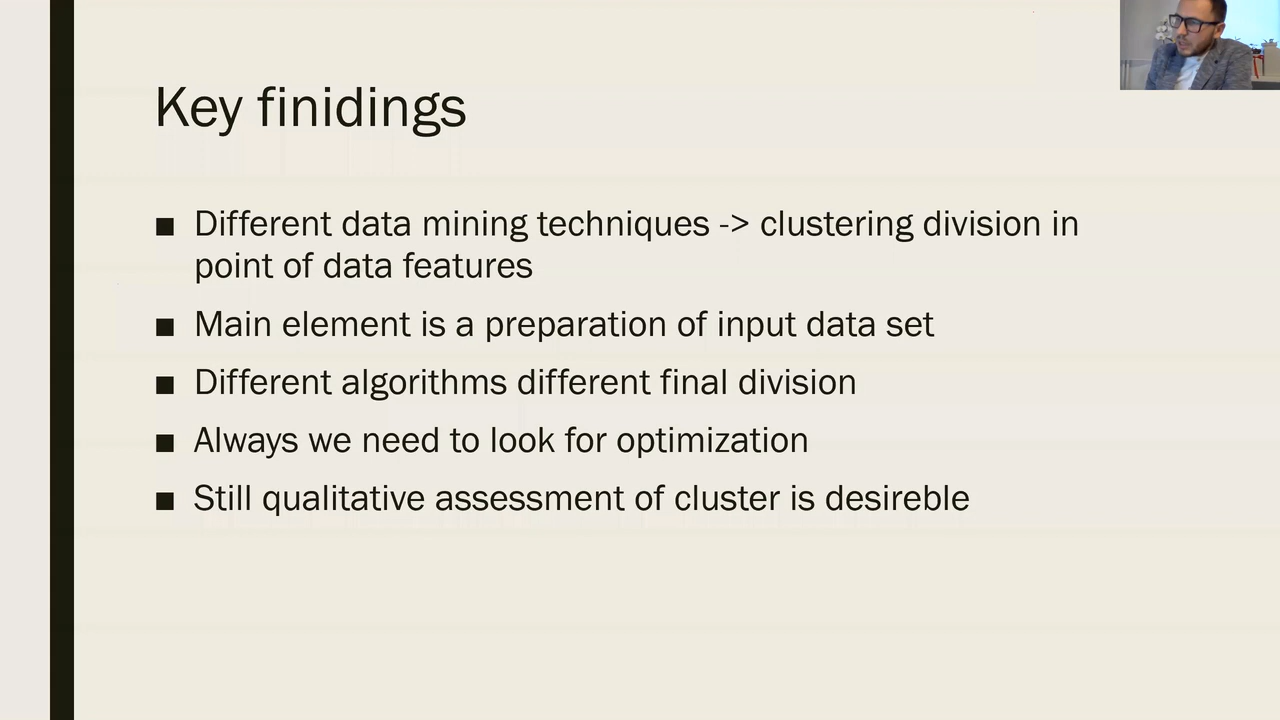 Key finidings
■ Different data mining techniques -> clustering division in
point of data features
■ Main element is a preparation of input data set
■ Different algorithms different final division
■ Always we need to look for optimization
■ Still qualitative assessment of cluster is desireble